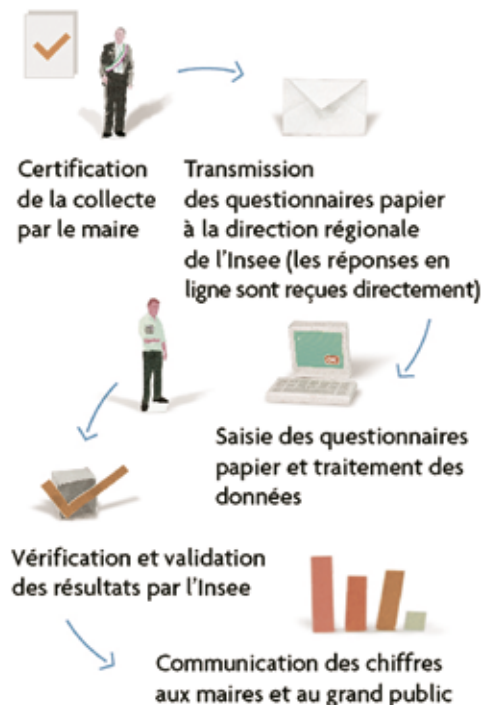 Certification
de la collecte
par le maire
Transmission
des questionnaires papier
à la direction régionale
de l'Insee (les réponses en
ligne sont reçues directement)
Saisie des questionnaires
papier et traitement des
données
Vérification et validation
des résultats par l'Insee
Communication des chiffres
aux maires et au grand public